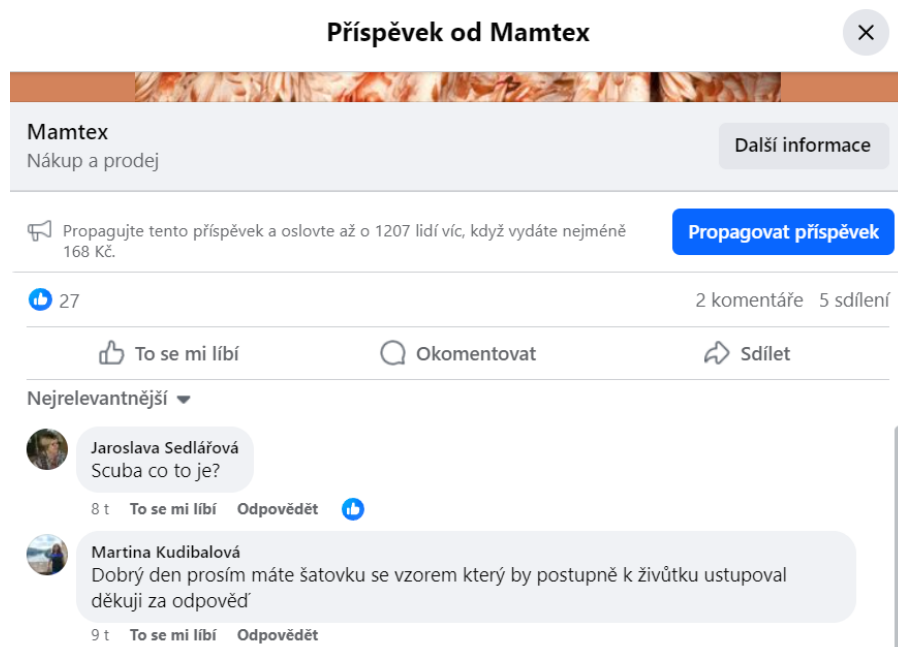 Příspěvek od Mamtex
Mamtex
Nákup a prodej
Další informace
Propagujte tento příspěvek a oslovte až o 1207 lidí víc, když vydáte nejméně
168 Kč.
Propagovat příspěvek
27
2 komentáře 5 sdílení
To se mi líbí Okomentovat Sdílet
Nejrelevantnější
Jaroslava Sedlářová
Scuba co to je?
8 t To se mi líbí Odpovědět
Martina Kudibalová
Dobrý den prosím máte šatovku se vzorem který by postupně k živůtku ustupoval
děkuji za odpověď
9 t To se mi líbí Odpovědět